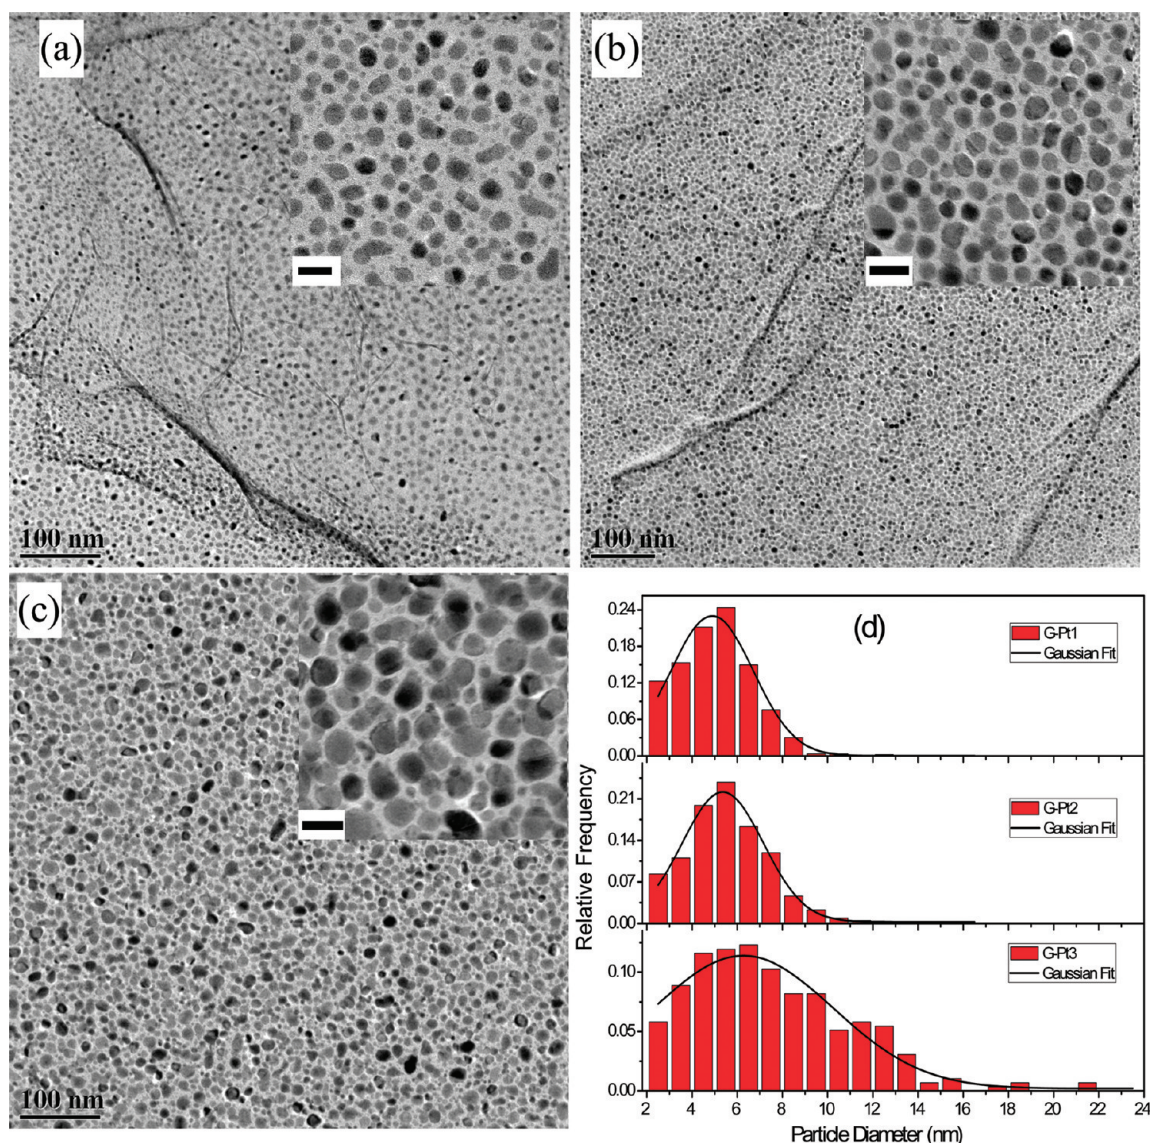 (a)
100 nm
(b)
100 nm
(c)
100 nm
(d)
Relative Frequency
0.24
0.18
0.12
0.06
0.00
G-Pt1
Gaussian Fit
0.21
0.14
0.07
0.00
G-Pt2
Gaussian Fit
0.10
0.05
0.00
G-Pt3
Gaussian Fit
2 4 6 8 10 12 14 16 18 20 22 24
Particle Diameter (nm)